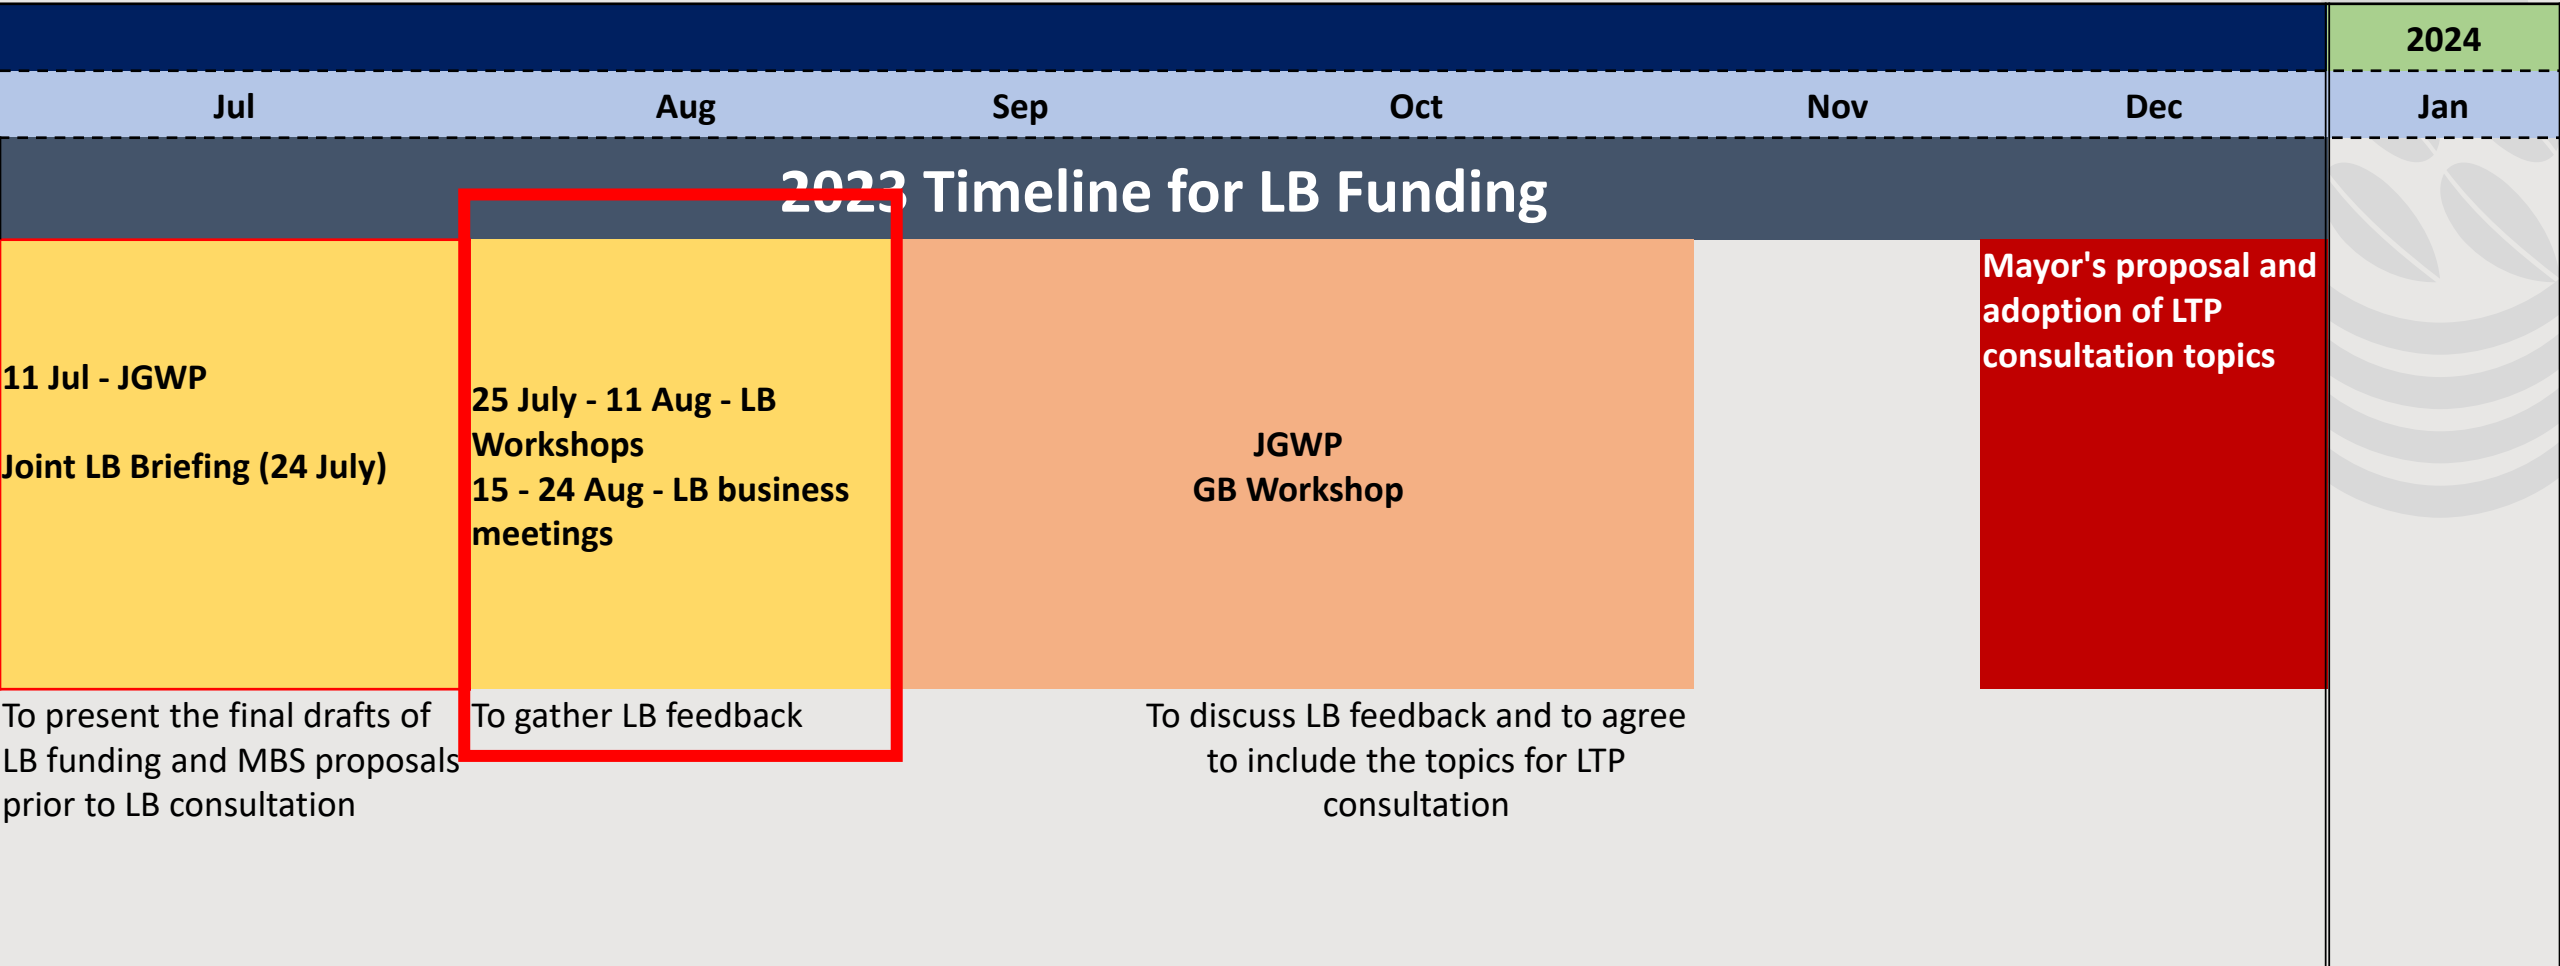 2024
Jul Aug Sep Oct Nov Dec Jan
2023 Timeline for LB Funding
11 Jul - JGWP
Joint LB Briefing (24 July)
25 July - 11 Aug - LB
Workshops
15 - 24 Aug - LB business
meetings
JGWP
GB Workshop
Mayor's proposal and
adoption of LTP
consultation topics
To present the final drafts of
LB funding and MBS proposals
prior to LB consultation
To gather LB feedback
To discuss LB feedback and to agree
to include the topics for LTP
consultation